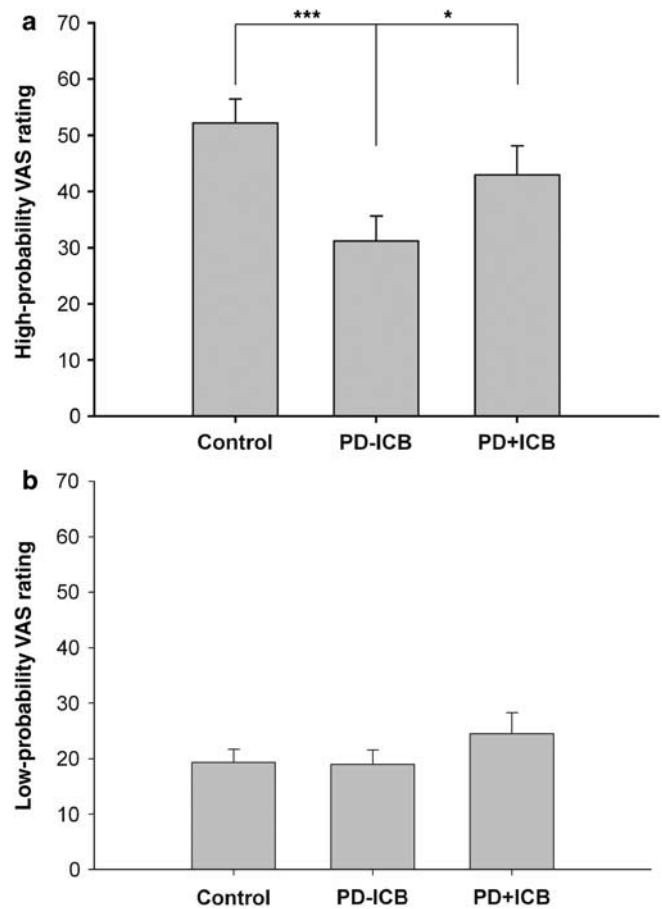 a
*** *
High-probability VAS rating
70
60
50
40
30
20
10
0
Control PD-ICB PD+ICB
b
Low-probability VAS rating
70
60
50
40
30
20
10
0
Control PD-ICB PD+ICB